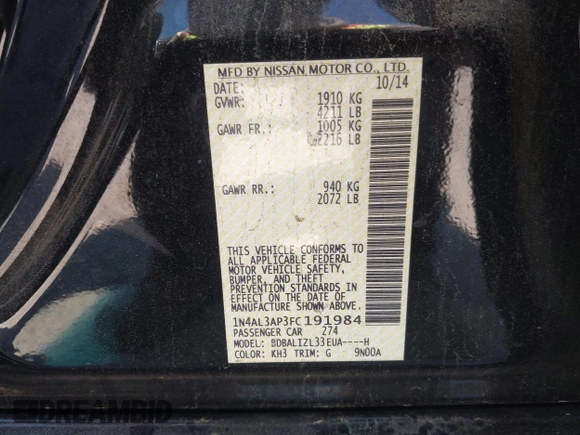 MFD BY NISSAN MOTOR CO., LTD.
DATE: 10/14
GVWR: 1910 KG
4211 LB
GAWR FR.: 1005 KG
2216 LB
GAWR RR.: 940 KG
2072 LB
THIS VEHICLE CONFORMS TO
ALL APPLICABLE FEDERAL
MOTOR VEHICLE SAFETY,
BUMPER, AND THEFT
PREVENTION STANDARDS IN
EFFECT ON THE DATE OF
MANUFACTURE SHOWN ABOVE.
1N4AL3AP3FC191984
PASSENGER CAR 274
MODEL: BDBALIZL33EUA----H
COLOR: KH3 TRIM: G 9N00A
DREAMBID